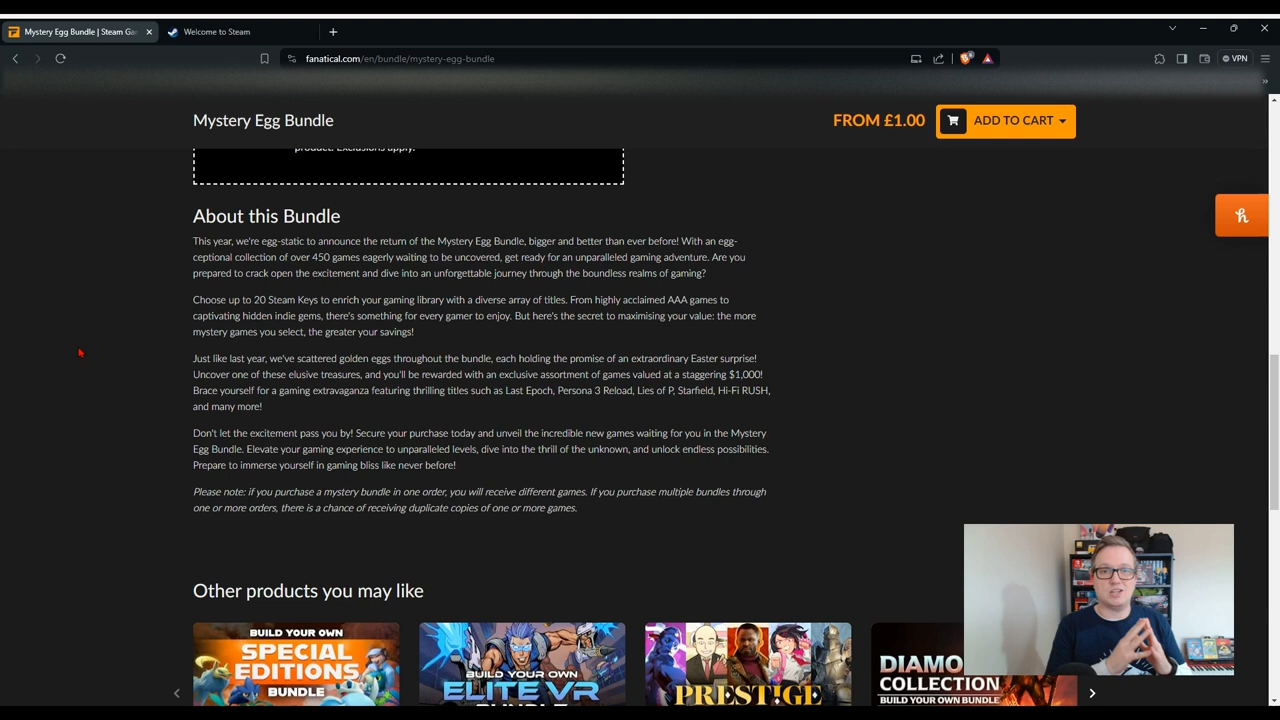 Mystery Egg Bundle | Steam Ga
Welcome to Steam
fanatical.com/en/bundle/mystery-egg-bundle
VPN
Mystery Egg Bundle
FROM £1.00
ADD TO CART
product. Exclusions apply.
About this Bundle
This year, we're egg-static to announce the return of the Mystery Egg Bundle, bigger and better than ever before! With an egg-
ceptional collection of over 450 games eagerly waiting to be uncovered, get ready for an unparalleled gaming adventure. Are you
prepared to crack open the excitement and dive into an unforgettable journey through the boundless realms of gaming?
Choose up to 20 Steam Keys to enrich your gaming library with a diverse array of titles. From highly acclaimed AAA games to
captivating hidden indie gems, there's something for every gamer to enjoy. But here's the secret to maximising your value: the more
mystery games you select, the greater your savings!
Just like last year, we've scattered golden eggs throughout the bundle, each holding the promise of an extraordinary Easter surprise!
Uncover one of these elusive treasures, and you'll be rewarded with an exclusive assortment of games valued at a staggering $1,000!
Brace yourself for a gaming extravaganza featuring thrilling titles such as Last Epoch, Persona 3 Reload, Lies of P, Starfield, Hi-Fi RUSH,
and many more!
Don't let the excitement pass you by! Secure your purchase today and unveil the incredible new games waiting for you in the Mystery
Egg Bundle. Elevate your gaming experience to unparalleled levels, dive into the thrill of the unknown, and unlock endless possibilities.
Prepare to immerse yourself in gaming bliss like never before!
Please note: if you purchase a mystery bundle in one order, you will receive different games. If you purchase multiple bundles through
one or more orders, there is a chance of receiving duplicate copies of one or more games.
Other products you may like
BUILD YOUR OWN
SPECIAL
EDITIONS
BUNDLE
BUILD YOUR OWN
ELITE VR
BUNDLE
PRESTIGE
DIAMO
COLLECTION
BUILD YOUR OWN BUNDLE